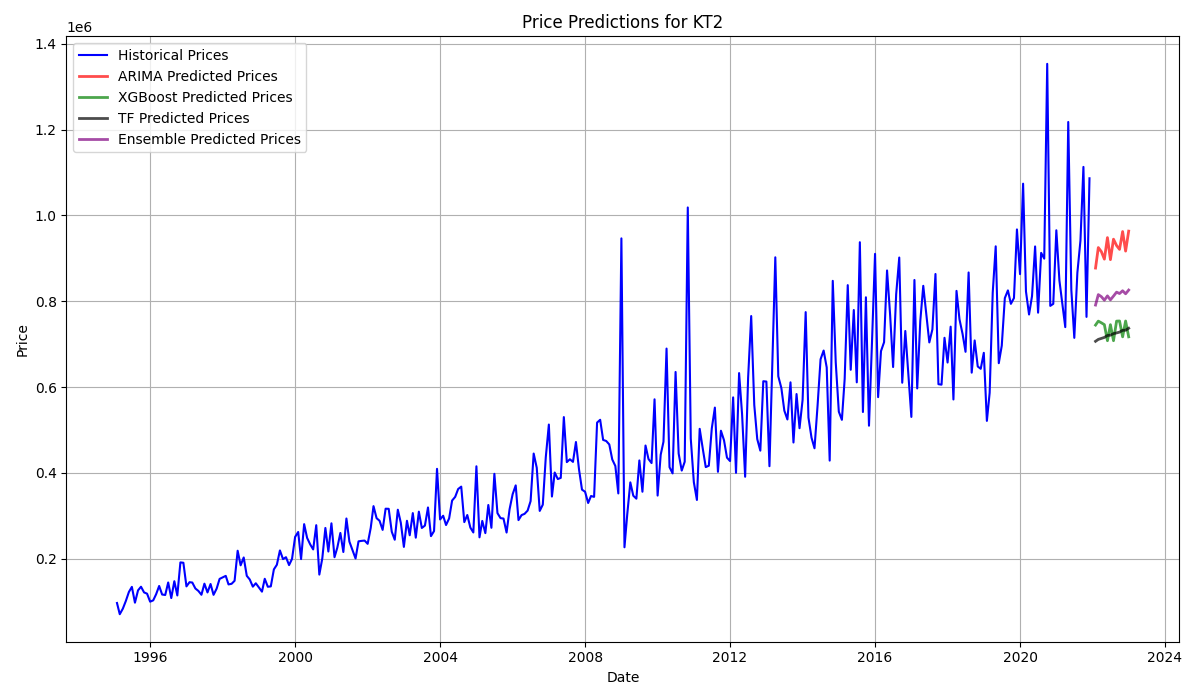 Price Predictions for KT2
1e6
1.4
1.2
1.0
0.8
0.6
0.4
0.2
Price
Historical Prices
ARIMA Predicted Prices
XGBoost Predicted Prices
TF Predicted Prices
Ensemble Predicted Prices
1996
2000
2004
2008
2012
2016
2020
2024
Date